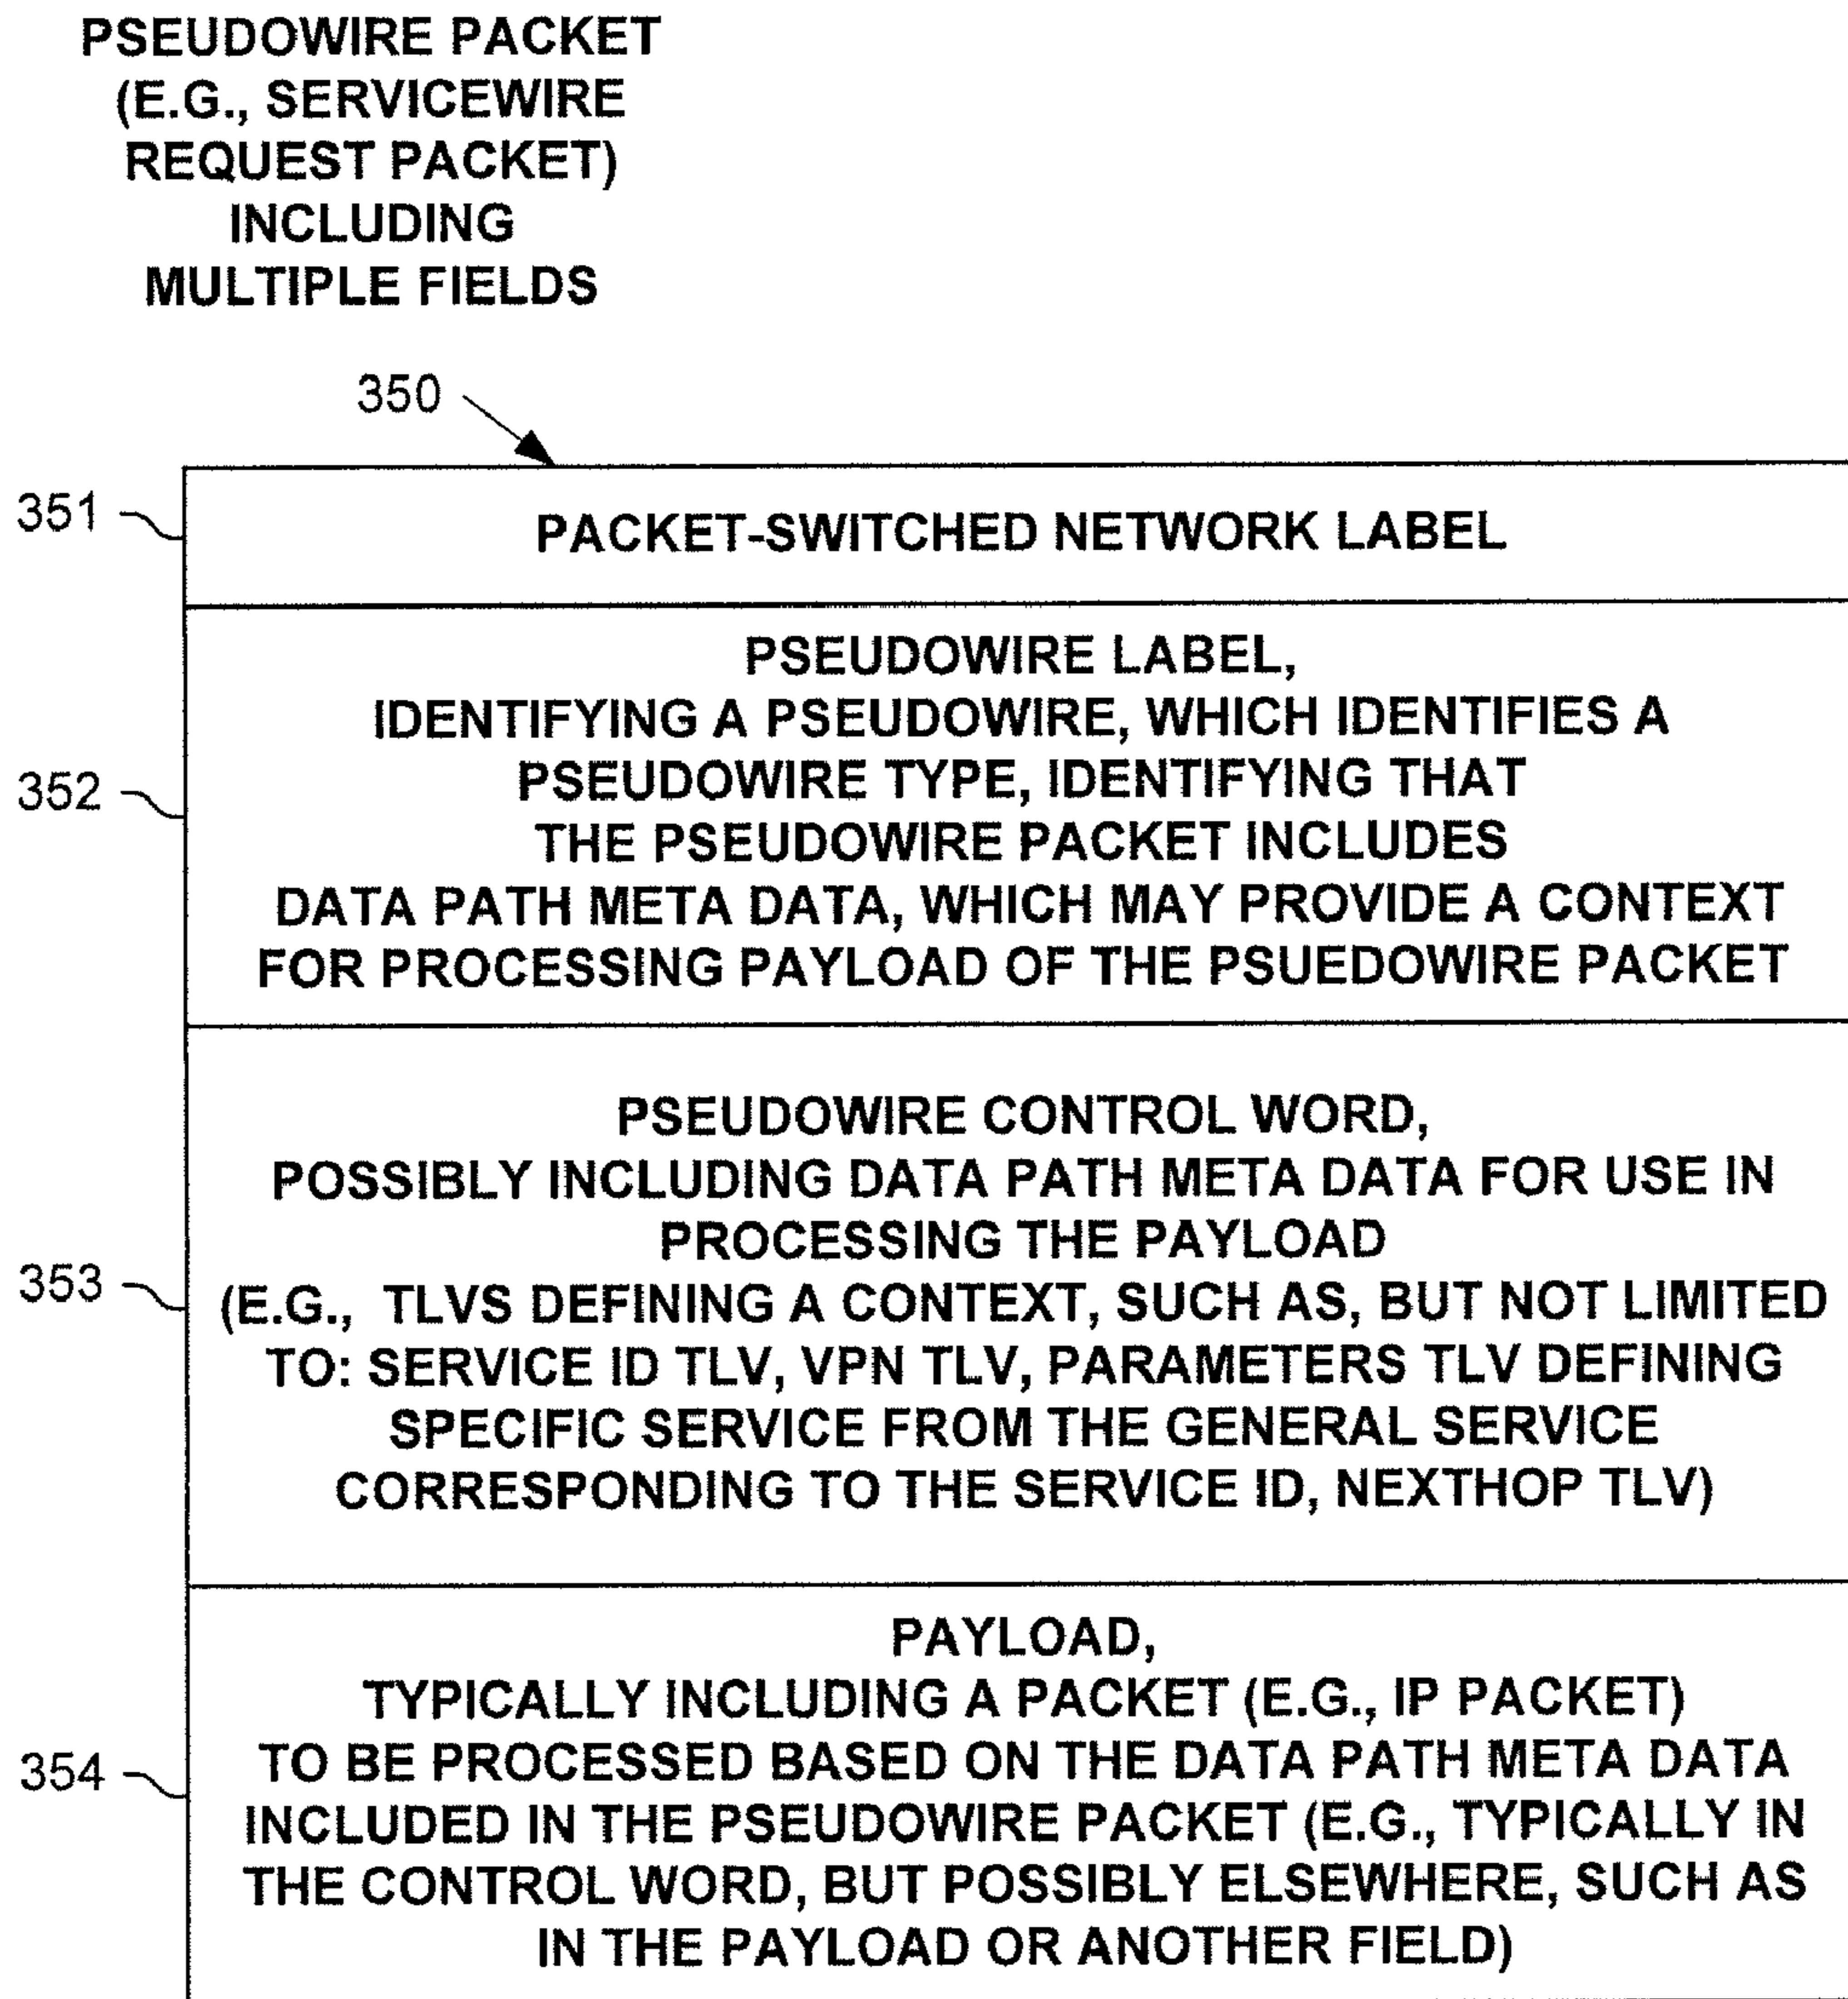 PSEUDOWIRE PACKET
(E.G., SERVICEWIRE
REQUEST PACKET)
INCLUDING
MULTIPLE FIELDS
350
351
PACKET-SWITCHED NETWORK LABEL
352
PSEUDOWIRE LABEL,
IDENTIFYING A PSEUDOWIRE, WHICH IDENTIFIES A
PSEUDOWIRE TYPE, IDENTIFYING THAT
THE PSEUDOWIRE PACKET INCLUDES
DATA PATH META DATA, WHICH MAY PROVIDE A CONTEXT
FOR PROCESSING PAYLOAD OF THE PSUEDOWIRE PACKET
353
PSEUDOWIRE CONTROL WORD,
POSSIBLY INCLUDING DATA PATH META DATA FOR USE IN
PROCESSING THE PAYLOAD
(E.G., TLVS DEFINING A CONTEXT, SUCH AS, BUT NOT LIMITED
TO: SERVICE ID TLV, VPN TLV, PARAMETERS TLV DEFINING
SPECIFIC SERVICE FROM THE GENERAL SERVICE
CORRESPONDING TO THE SERVICE ID, NEXTHOP TLV)
354
PAYLOAD,
TYPICALLY INCLUDING A PACKET (E.G., IP PACKET)
TO BE PROCESSED BASED ON THE DATA PATH META DATA
INCLUDED IN THE PSEUDOWIRE PACKET (E.G., TYPICALLY IN
THE CONTROL WORD, BUT POSSIBLY ELSEWHERE, SUCH AS
IN THE PAYLOAD OR ANOTHER FIELD)